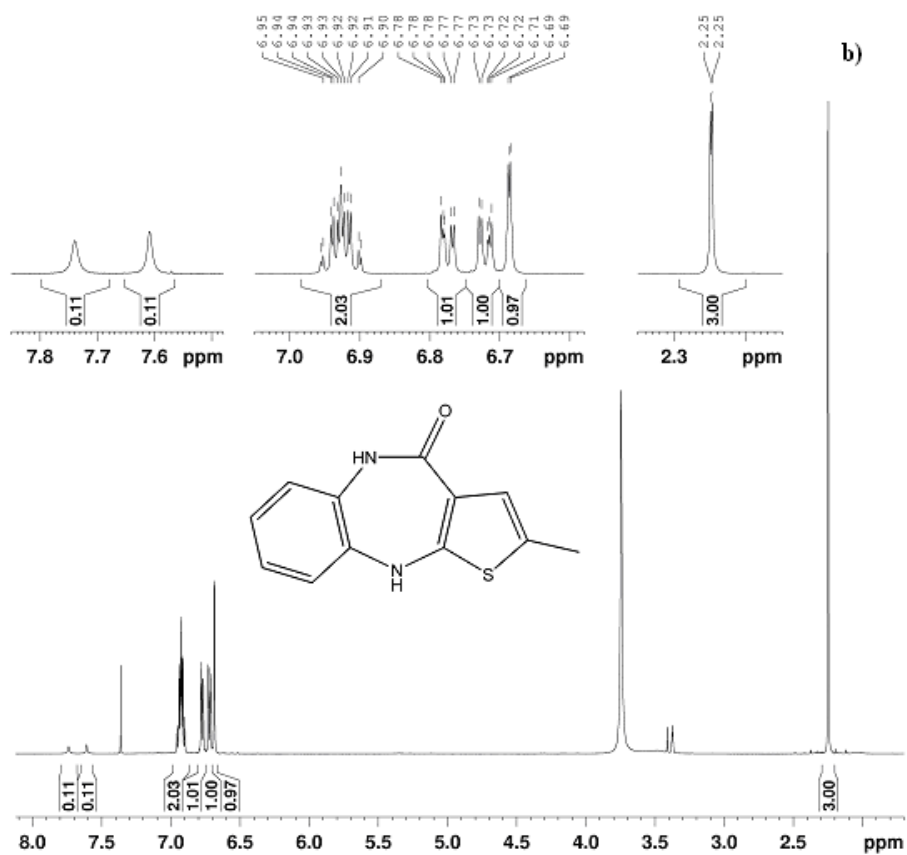 6.95 6.94 6.94 6.93 6.93 6.92 6.92 6.91 6.90 6.78 6.78 6.78 6.77 6.77 6.73 6.73 6.72 6.72 6.71 6.69 6.69
2.25 2.25
b)
0.11 0.11
2.03 1.01 1.00 0.97
3.00
7.8 7.7 7.6 ppm
7.0 6.9 6.8 6.7 ppm
2.3 ppm
O
HN
N
H
S
0.11 0.11 2.03 1.01 1.00 0.97 3.00
8.0 7.5 7.0 6.5 6.0 5.5 5.0 4.5 4.0 3.5 3.0 2.5 ppm